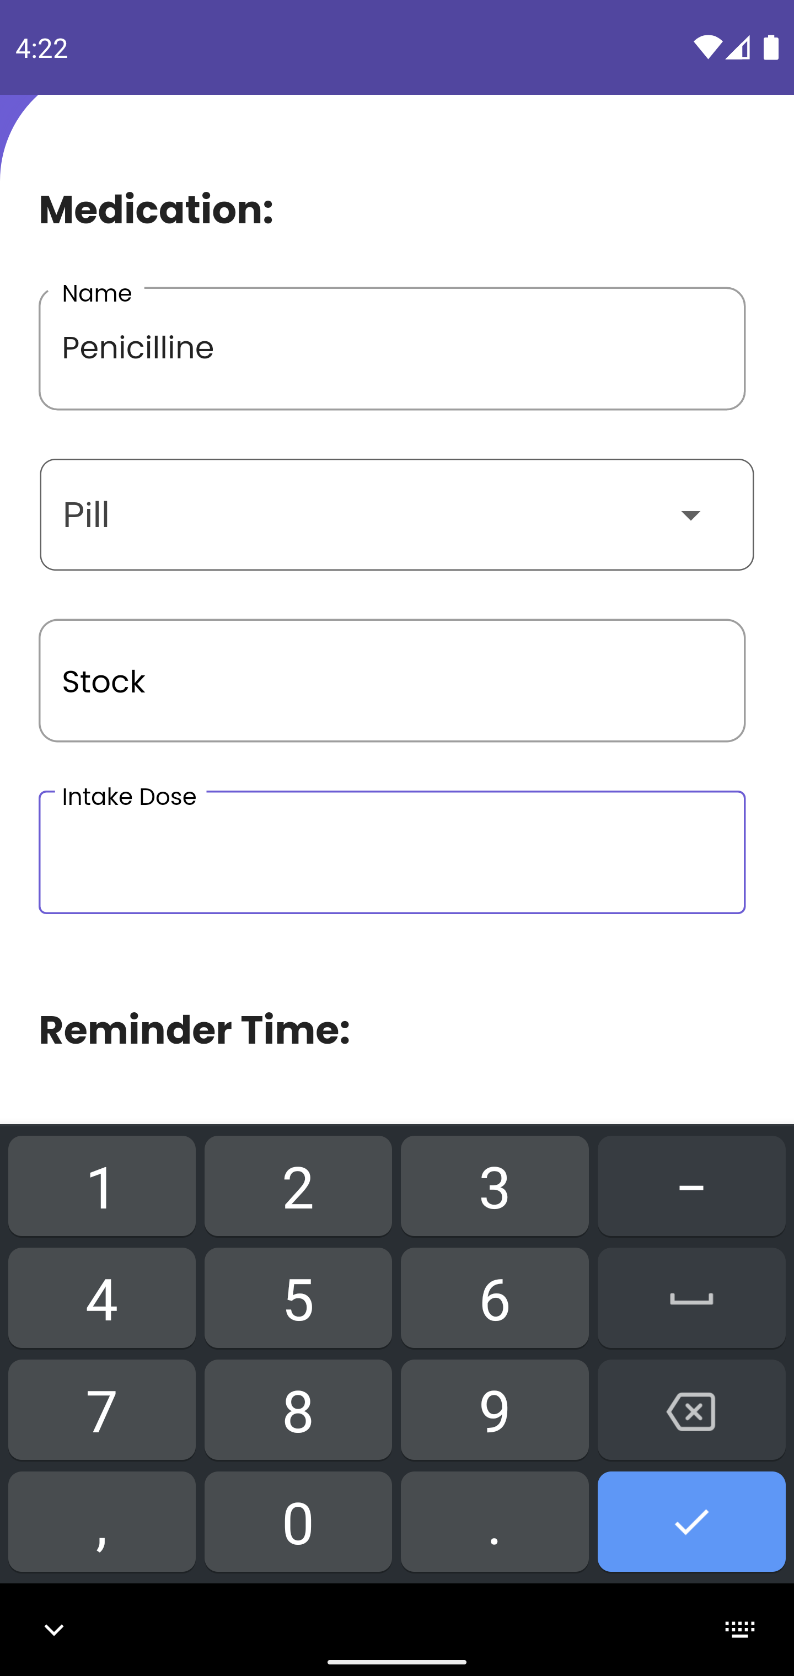 4:22
Medication:
Name
Penicilline
Pill
Stock
Intake Dose
Reminder Time:
1 2 3 –
4 5 6
7 8 9
, 0 .